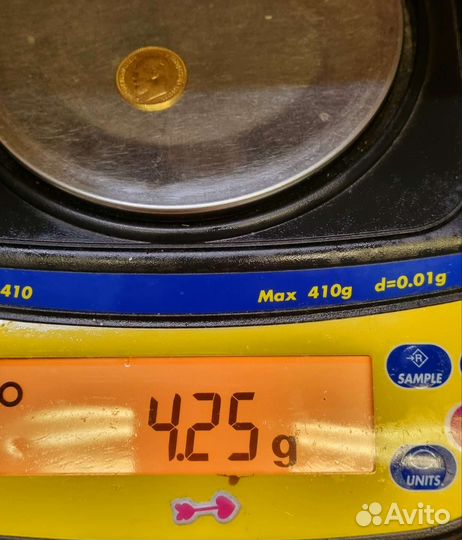 410
Max 410g d=0.01g
R
SAMPLE
4.25 g
UNITS
Avito